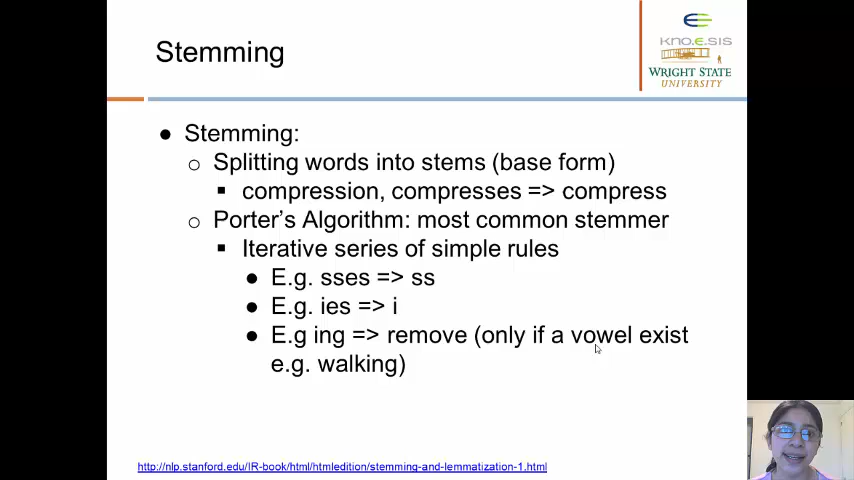 Stemming
kno.e.sis
WRIGHT STATE
UNIVERSITY
● Stemming:
○ Splitting words into stems (base form)
▪ compression, compresses => compress
○ Porter's Algorithm: most common stemmer
▪ Iterative series of simple rules
● E.g. sses => ss
● E.g. ies => i
● E.g ing => remove (only if a vowel exist
e.g. walking)
http://nlp.stanford.edu/IR-book/html/htmledition/stemming-and-lemmatization-1.html